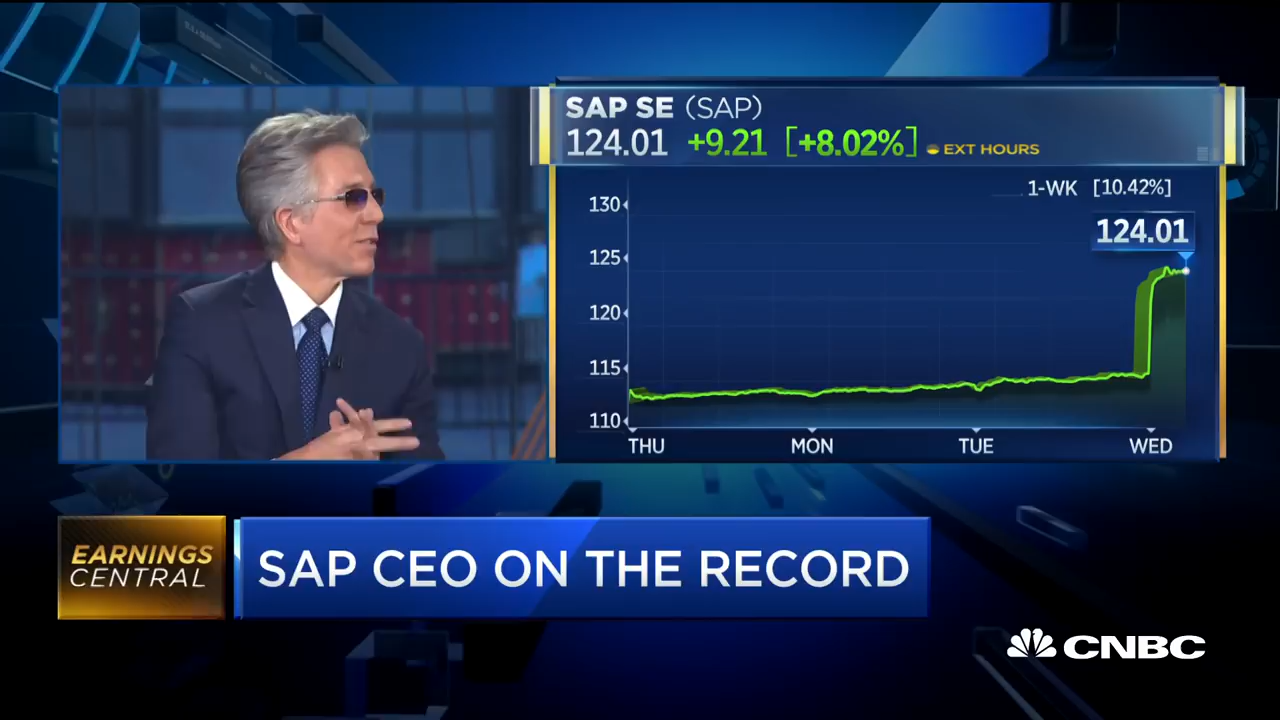 SAP SE (SAP)
124.01 +9.21 [+8.02%] EXT HOURS
1-WK [10.42%]
124.01
130
125
120
115
110
THU MON TUE WED
EARNINGS
CENTRAL
SAP CEO ON THE RECORD
CNBC